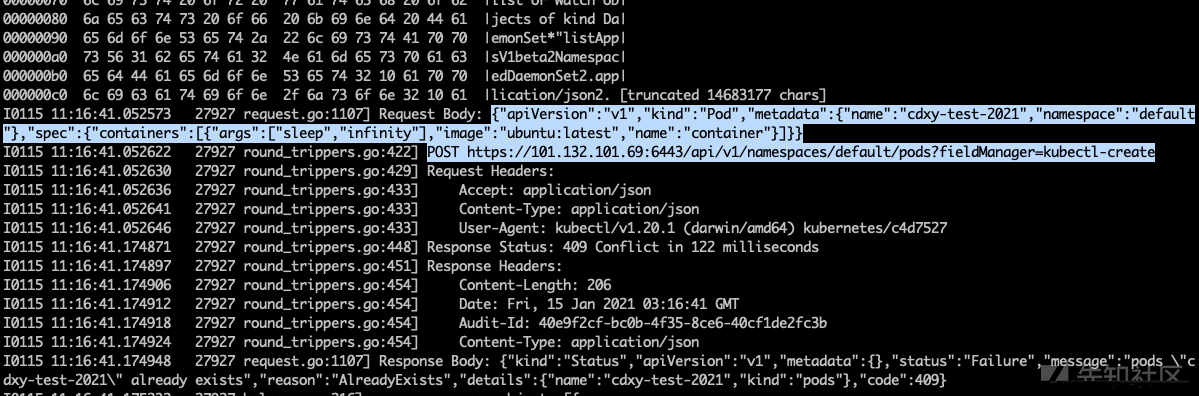 00000070  6c 69 73 74 20 6f 72 20  77 61 74 63 68 20 6f 62  |list or watch ob|
00000080  6a 65 63 74 73 20 6f 66  20 6b 69 6e 64 20 44 61  |jects of kind Da|
00000090  65 6d 6f 6e 53 65 74 2a  22 6c 69 73 74 41 70 70  |emonSet*"listApp|
000000a0  73 56 31 62 65 74 61 32  4e 61 6d 65 73 70 61 63  |sV1beta2Namespac|
000000b0  65 64 44 61 65 6d 6f 6e  53 65 74 32 10 61 70 70  |edDaemonSet2.app|
000000c0  6c 69 63 61 74 69 6f 6e  2f 6a 73 6f 6e 32 10 61  |lication/json2. [truncated 14683177 chars]
I0115 11:16:41.052573   27927 request.go:1107] Request Body: {"apiVersion":"v1","kind":"Pod","metadata":{"name":"cdxy-test-2021","namespace":"default
"},"spec":{"containers":[{"args":["sleep","infinity"],"image":"ubuntu:latest","name":"container"}]}}
I0115 11:16:41.052622   27927 round_trippers.go:422] POST https://101.132.101.69:6443/api/v1/namespaces/default/pods?fieldManager=kubectl-create
I0115 11:16:41.052630   27927 round_trippers.go:429] Request Headers:
I0115 11:16:41.052636   27927 round_trippers.go:433]     Accept: application/json
I0115 11:16:41.052641   27927 round_trippers.go:433]     Content-Type: application/json
I0115 11:16:41.052646   27927 round_trippers.go:433]     User-Agent: kubectl/v1.20.1 (darwin/amd64) kubernetes/c4d7527
I0115 11:16:41.174871   27927 round_trippers.go:448] Response Status: 409 Conflict in 122 milliseconds
I0115 11:16:41.174897   27927 round_trippers.go:451] Response Headers:
I0115 11:16:41.174906   27927 round_trippers.go:454]     Content-Length: 206
I0115 11:16:41.174912   27927 round_trippers.go:454]     Date: Fri, 15 Jan 2021 03:16:41 GMT
I0115 11:16:41.174918   27927 round_trippers.go:454]     Audit-Id: 40e9f2cf-bc0b-4f35-8ce6-40cf1de2fc3b
I0115 11:16:41.174924   27927 round_trippers.go:454]     Content-Type: application/json
I0115 11:16:41.174948   27927 request.go:1107] Response Body: {"kind":"Status","apiVersion":"v1","metadata":{},"status":"Failure","message":"pods \"c
dxy-test-2021\" already exists","reason":"AlreadyExists","details":{"name":"cdxy-test-2021","kind":"pods"},"code":409}
先知社区